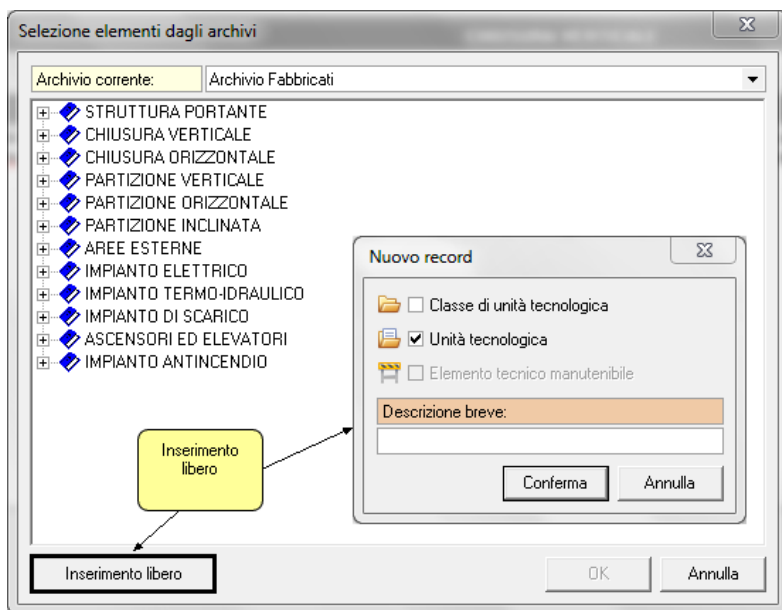 Selezione elementi dagli archivi
Archivio corrente: Archivio Fabbricati
STRUTTURA PORTANTE
CHIUSURA VERTICALE
CHIUSURA ORIZZONTALE
PARTIZIONE VERTICALE
PARTIZIONE ORIZZONTALE
PARTIZIONE INCLINATA
AREE ESTERNE
IMPIANTO ELETTRICO
IMPIANTO TERMO-IDRAULICO
IMPIANTO DI SCARICO
ASCENSORI ED ELEVATORI
IMPIANTO ANTINCENDIO
Nuovo record
Classe di unità tecnologica
Unità tecnologica
Elemento tecnico manutenibile
Descrizione breve:
Conferma Annulla
Inserimento
libero
Inserimento libero OK Annulla